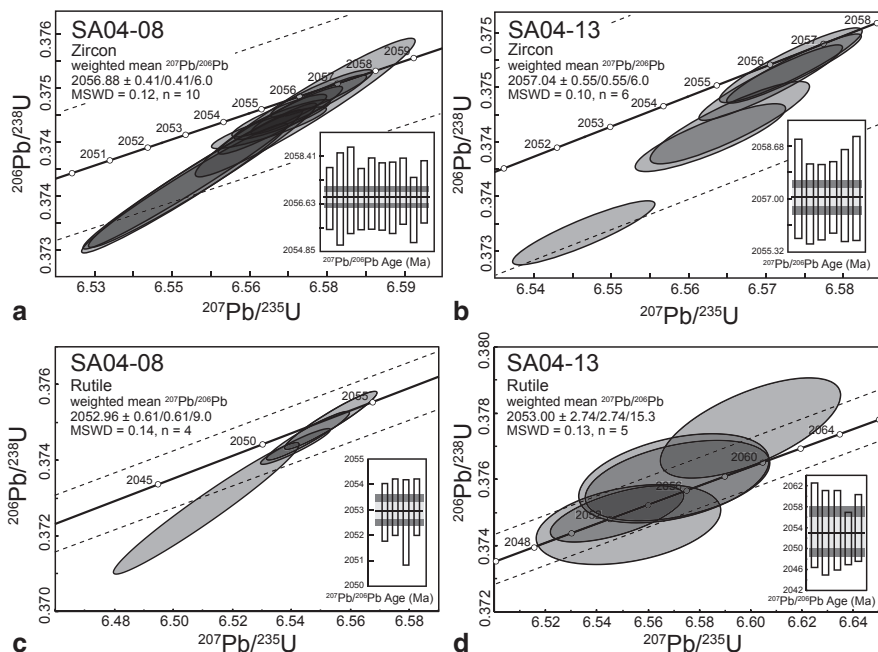 SA04-08
Zircon
weighted mean ²⁰⁷Pb/²⁰⁶Pb
2056.88 ± 0.41/0.41/6.0
MSWD = 0.12, n = 10
0.376
0.375
0.375
0.374
0.374
0.373
0.373
²⁰⁶Pb/²³⁸U
2051
2052
2053
2054
2055
2056
2057
2058
2059
2058.41
2056.63
2054.85
²⁰⁷Pb/²⁰⁶Pb Age (Ma)
6.53
6.55
6.56
6.58
6.59
²⁰⁷Pb/²³⁵U
a
SA04-13
Zircon
weighted mean ²⁰⁷Pb/²⁰⁶Pb
2057.04 ± 0.55/0.55/6.0
MSWD = 0.10, n = 6
0.375
0.375
0.374
0.374
0.373
0.373
²⁰⁶Pb/²³⁸U
2052
2053
2054
2055
2056
2057
2058
2058.68
2057.00
2055.32
²⁰⁷Pb/²⁰⁶Pb Age (Ma)
6.54
6.55
6.57
6.58
²⁰⁷Pb/²³⁵U
b
SA04-08
Rutile
weighted mean ²⁰⁷Pb/²⁰⁶Pb
2052.96 ± 0.61/0.61/9.0
MSWD = 0.14, n = 4
0.376
0.374
0.372
0.370
²⁰⁶Pb/²³⁸U
2045
2050
2055
2055
2054
2053
2052
2051
2050
²⁰⁷Pb/²⁰⁶Pb Age (Ma)
6.48
6.50
6.52
6.54
6.56
6.58
²⁰⁷Pb/²³⁵U
c
SA04-13
Rutile
weighted mean ²⁰⁷Pb/²⁰⁶Pb
2053.00 ± 2.74/2.74/15.3
MSWD = 0.13, n = 5
0.380
0.378
0.376
0.374
0.372
²⁰⁶Pb/²³⁸U
2048
2052
2056
2060
2064
2062
2058
2054
2050
2046
2042
²⁰⁷Pb/²⁰⁶Pb Age (Ma)
6.52
6.54
6.56
6.58
6.60
6.62
6.64
²⁰⁷Pb/²³⁵U
d